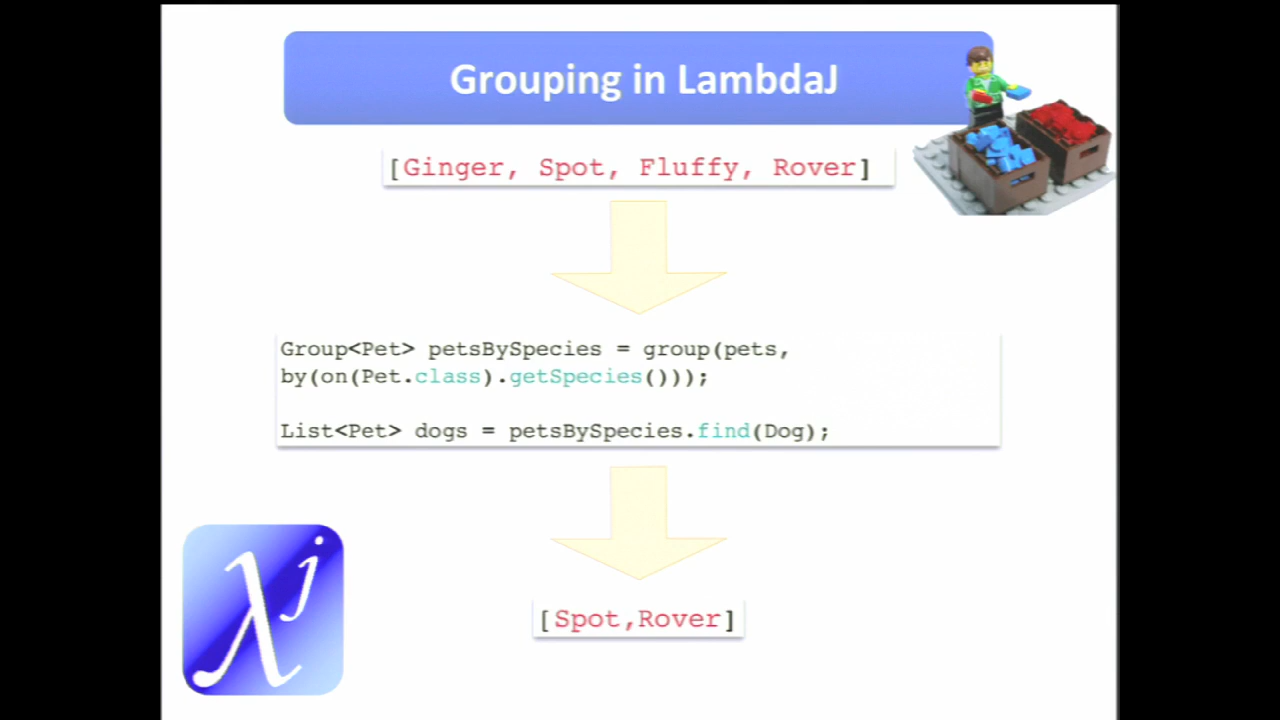 Grouping in LambdaJ
[Ginger, Spot, Fluffy, Rover]
Group<Pet> petsBySpecies = group(pets,
by(on(Pet.class).getSpecies()));
List<Pet> dogs = petsBySpecies.find(Dog);
[Spot,Rover]
λj